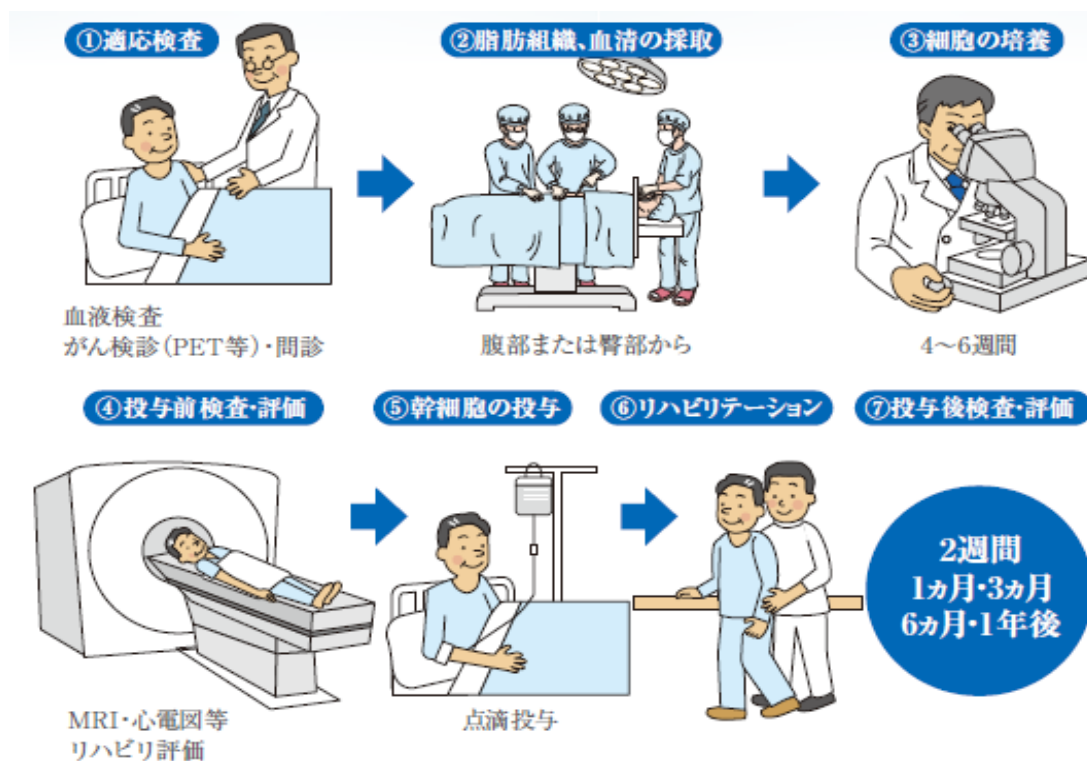 ①適応検査
②脂肪組織、血清の採取
③細胞の培養
血液検査
がん検診(PET等)・問診
腹部または臀部から
4〜6週間
④投与前検査・評価
⑤幹細胞の投与
⑥リハビリテーション
⑦投与後検査・評価
2週間
1ヵ月・3ヵ月
6ヵ月・1年後
MRI・心電図等
リハビリ評価
点滴投与